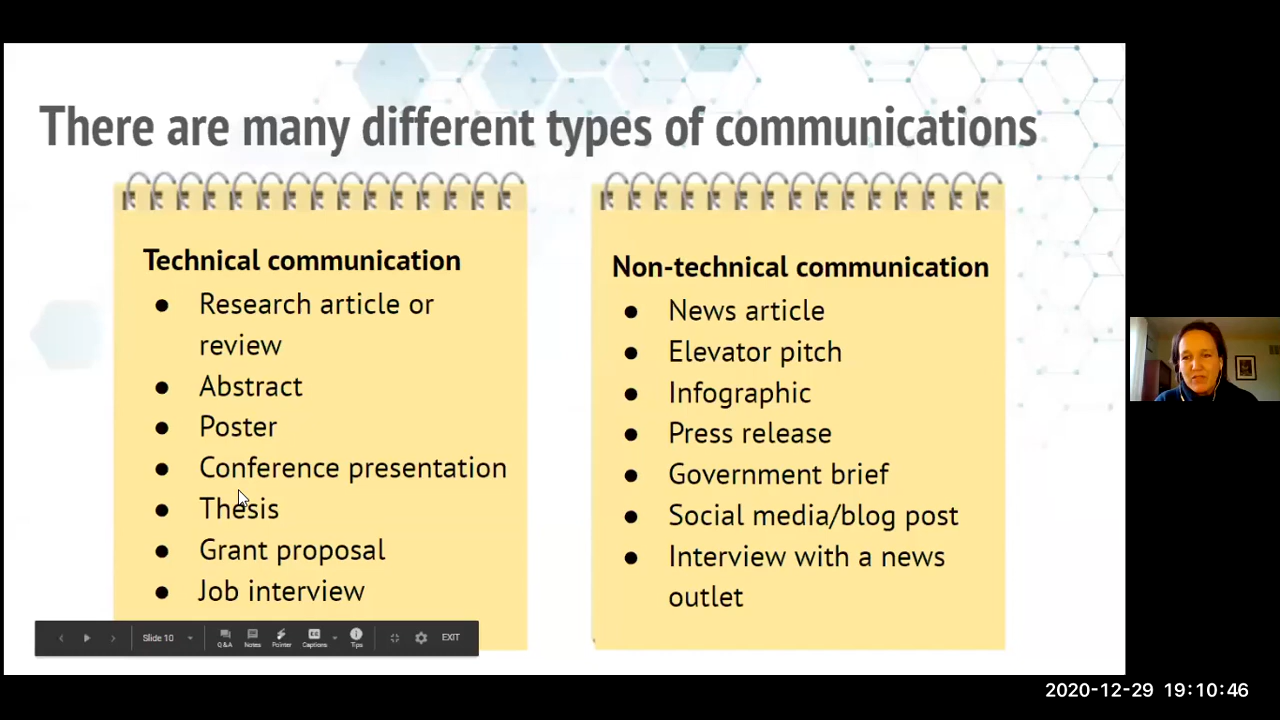 There are many different types of communications
Technical communication
● Research article or
review
● Abstract
● Poster
● Conference presentation
● Thesis
● Grant proposal
● Job interview
Non-technical communication
● News article
● Elevator pitch
● Infographic
● Press release
● Government brief
● Social media/blog post
● Interview with a news
outlet
Slide 10
Q&A
Notes
Pointer
Captions
Tips
EXIT
2020-12-29 19:10:46